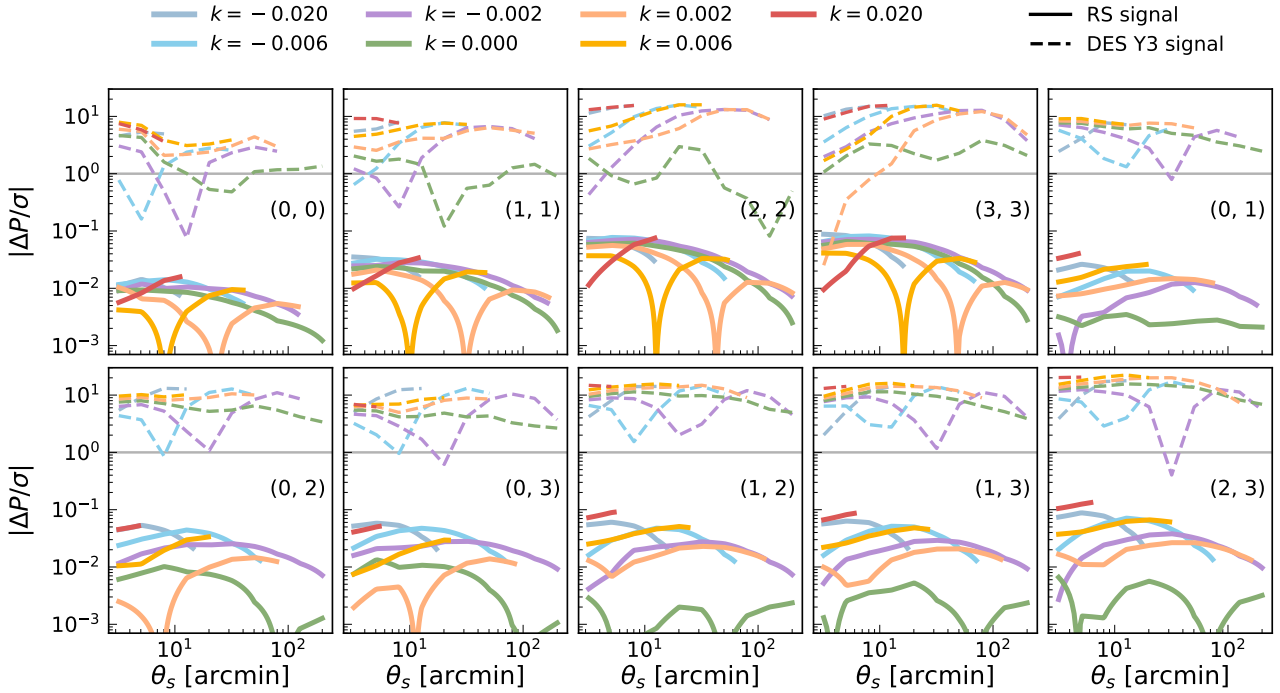 k = −0.020 k = −0.002 k = 0.002 k = 0.020 RS signal
k = −0.006 k = 0.000 k = 0.006 DES Y3 signal
|ΔP/σ|
10¹
10⁰
10⁻¹
10⁻²
10⁻³
(0, 0) (1, 1) (2, 2) (3, 3) (0, 1)
|ΔP/σ|
10¹
10⁰
10⁻¹
10⁻²
10⁻³
(0, 2) (0, 3) (1, 2) (1, 3) (2, 3)
10¹ 10² 10¹ 10² 10¹ 10² 10¹ 10² 10¹ 10²
θₛ [arcmin] θₛ [arcmin] θₛ [arcmin] θₛ [arcmin] θₛ [arcmin]